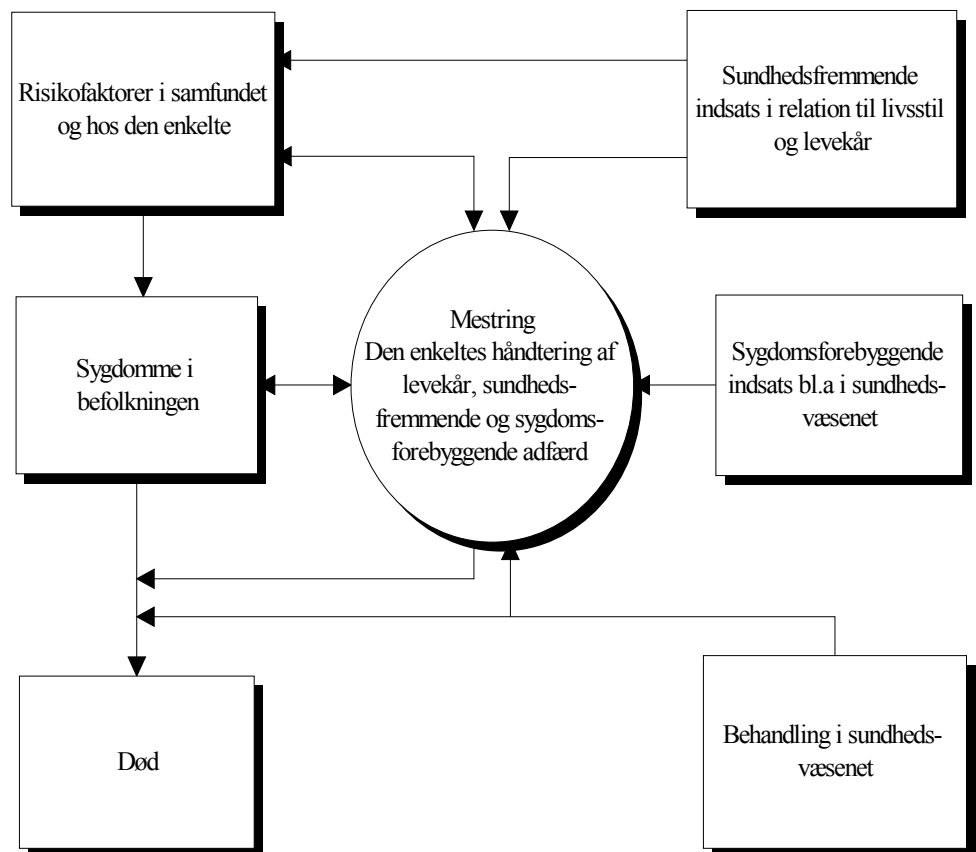 Risikofaktorer i samfundet
og hos den enkelte
Sundhedsfremmende
indsats i relation til livsstil
og levekår
Sygdomme i
befolkningen
Mestring
Den enkeltes håndtering af
levekår, sundheds-
fremmende og sygdoms-
forebyggende adfærd
Sygdomsforebyggende
indsats bl.a i sundheds-
væsenet
Død
Behandling i sundheds-
væsenet